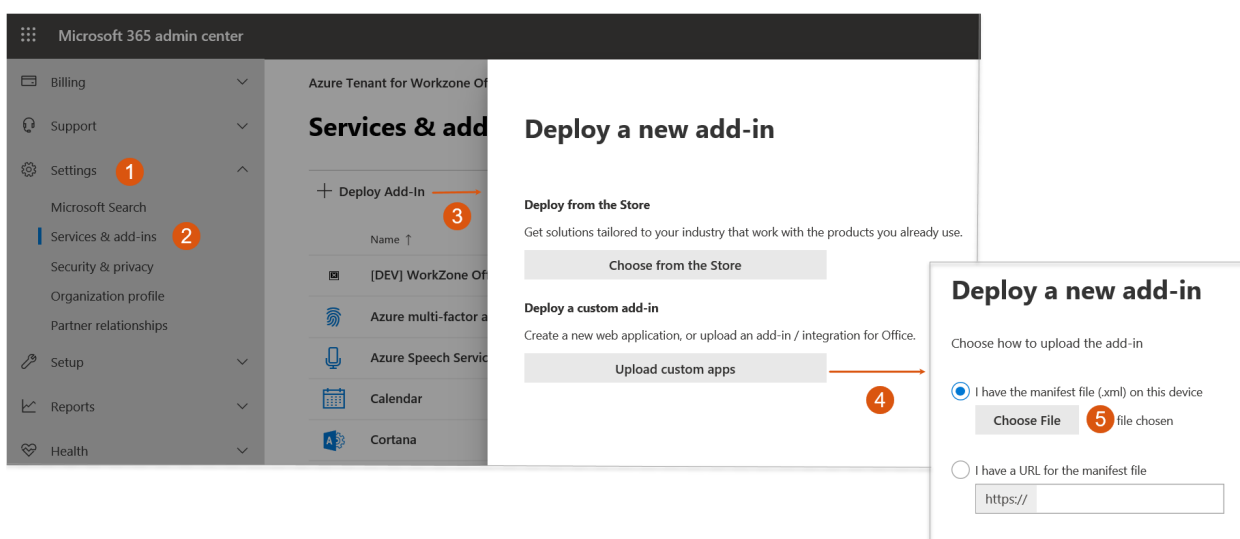 Microsoft 365 admin center
Billing
Support
Settings 1
Microsoft Search
Services & add-ins 2
Security & privacy
Organization profile
Partner relationships
Setup
Reports
Health
Azure Tenant for Workzone Of
Services & add
Deploy Add-In
3
Name ↑
[DEV] WorkZone Of
Azure multi-factor a
Azure Speech Servic
Calendar
Cortana
Deploy a new add-in
Deploy from the Store
Get solutions tailored to your industry that work with the products you already use.
Choose from the Store
Deploy a custom add-in
Create a new web application, or upload an add-in / integration for Office.
Upload custom apps
4
Deploy a new add-in
Choose how to upload the add-in
I have the manifest file (.xml) on this device
Choose File 5 file chosen
I have a URL for the manifest file
https://